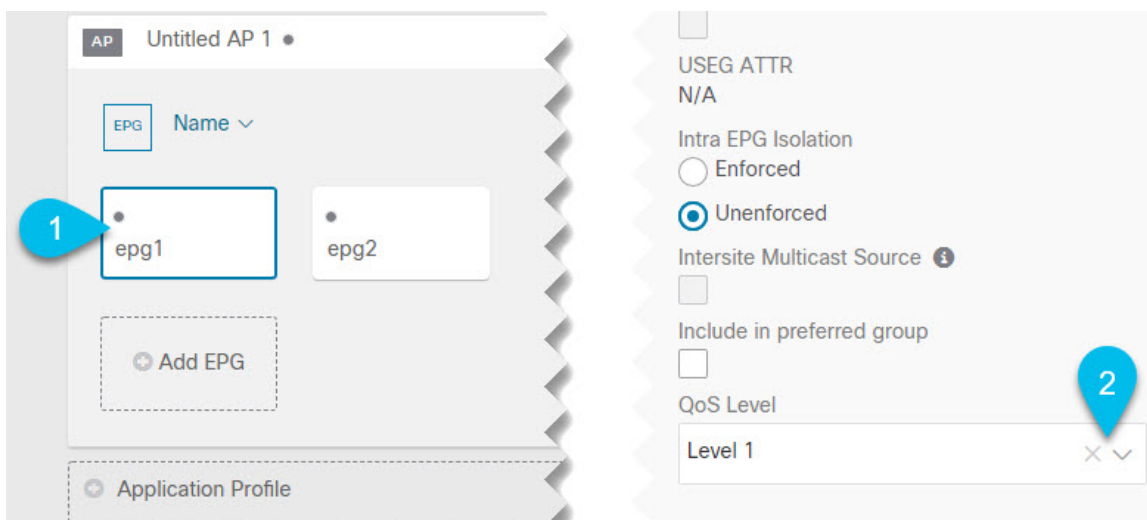 AP Untitled AP 1
EPG Name
1
epg1
epg2
Add EPG
Application Profile
USEG ATTR
N/A
Intra EPG Isolation
Enforced
Unenforced
Intersite Multicast Source
Include in preferred group
2
QoS Level
Level 1